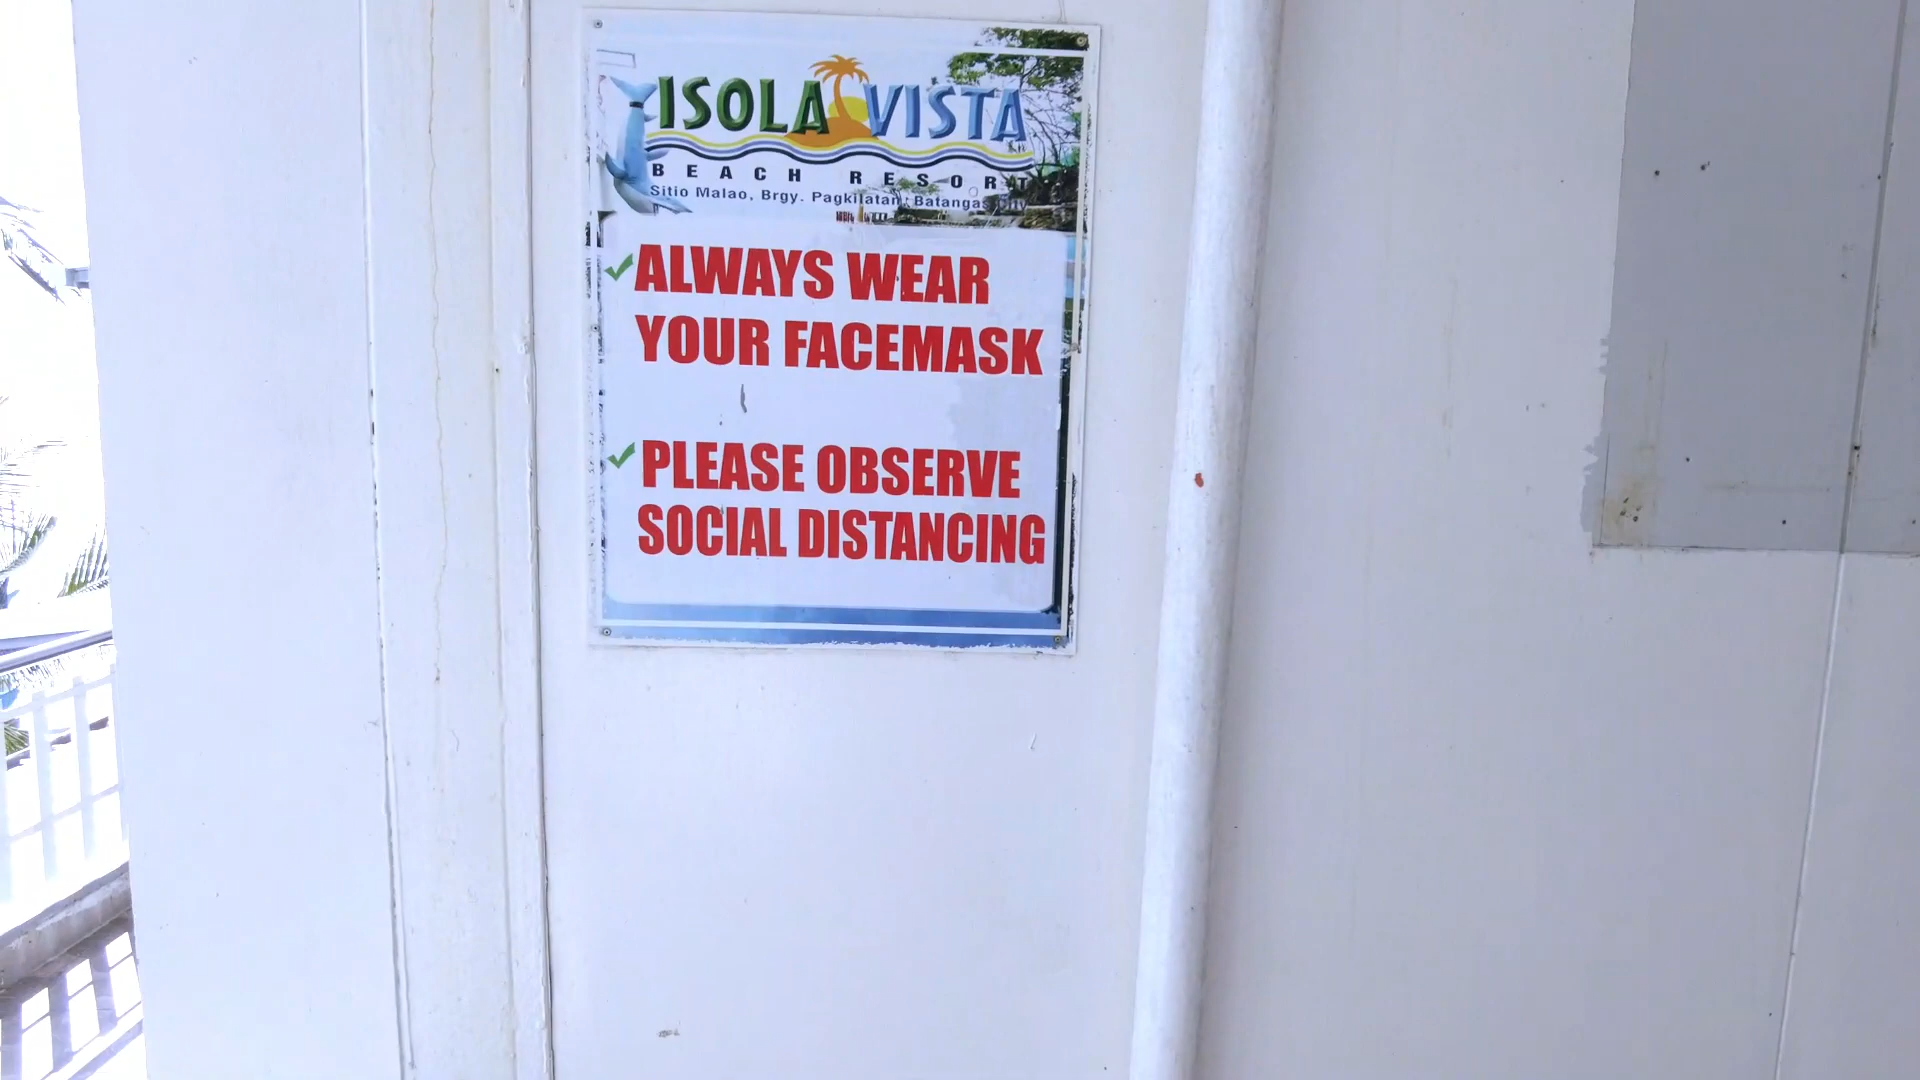 ISOLA VISTA
BEACH RESORT
Sitio Malao, Brgy. Pagkilatan, Batangas City
ALWAYS WEAR
YOUR FACEMASK
PLEASE OBSERVE
SOCIAL DISTANCING